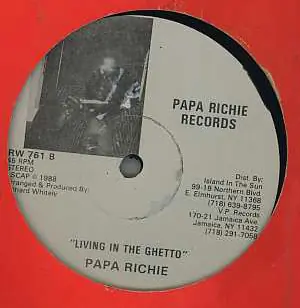 PAPA RICHIE
RECORDS
RW 761 B
45 RPM
STEREO
ASCAP © 1988
Arranged & Produced By:
Whitely
Dist. By:
Island In The Sun
99-18 Northern Blvd
E. Elmhurst, NY 11368
(718) 639-8795
V.P. Records
170-21 Jamaica Ave
Jamaica, NY 11432
(718) 291-7058
"LIVING IN THE GHETTO"
PAPA RICHIE